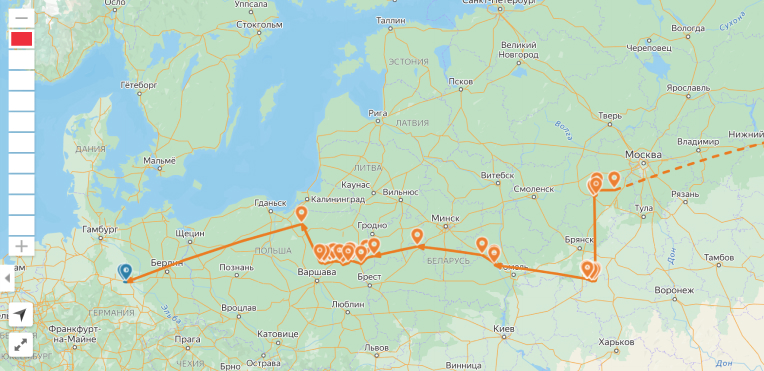 Осло
Уппсала
Стокгольм
Санкт-Петербург
Таллин
Вологда
Сухона
Великий
Новгород
Череповец
ЭСТОНИЯ
Гётеборг
Псков
Ярославль
Рига
Тверь
ЛАТВИЯ
Волга
Владимир
Нижний
ДАНИЯ
Мальмё
Москва
ЛИТВА
Каунас
Витебск
Смоленск
Вильнюс
Рязань
Гданьск
Калининград
Тула
Гамбург
Щецин
Гродно
Минск
Брянск
ПОЛЬША
БЕЛАРУСЬ
Дон
Берлин
Познань
Варшава
Брест
Гомель
Тамбов
Вроцлав
Люблин
Воронеж
ГЕРМАНИЯ
Эльба
Киев
Франкфурт-
на-Майне
Прага
Катовице
Харьков
Львов
ЧЕХИЯ
Брно
Острава
Винница
Дон